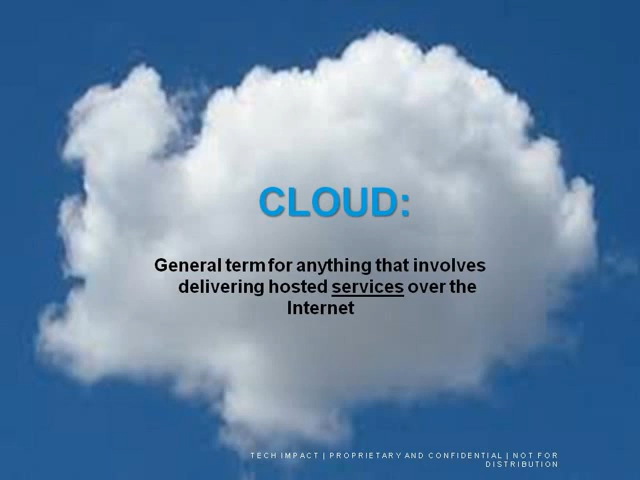 CLOUD:
General term for anything that involves
delivering hosted services over the
Internet
TECH IMPACT | PROPRIETARY AND CONFIDENTIAL | NOT FOR
DISTRIBUTION